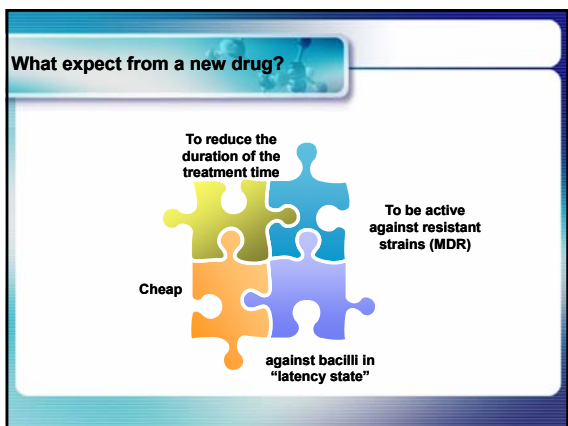 What expect from a new drug?
To reduce the
duration of the
treatment time
To be active
against resistant
strains (MDR)
Cheap
against bacilli in
“latency state”